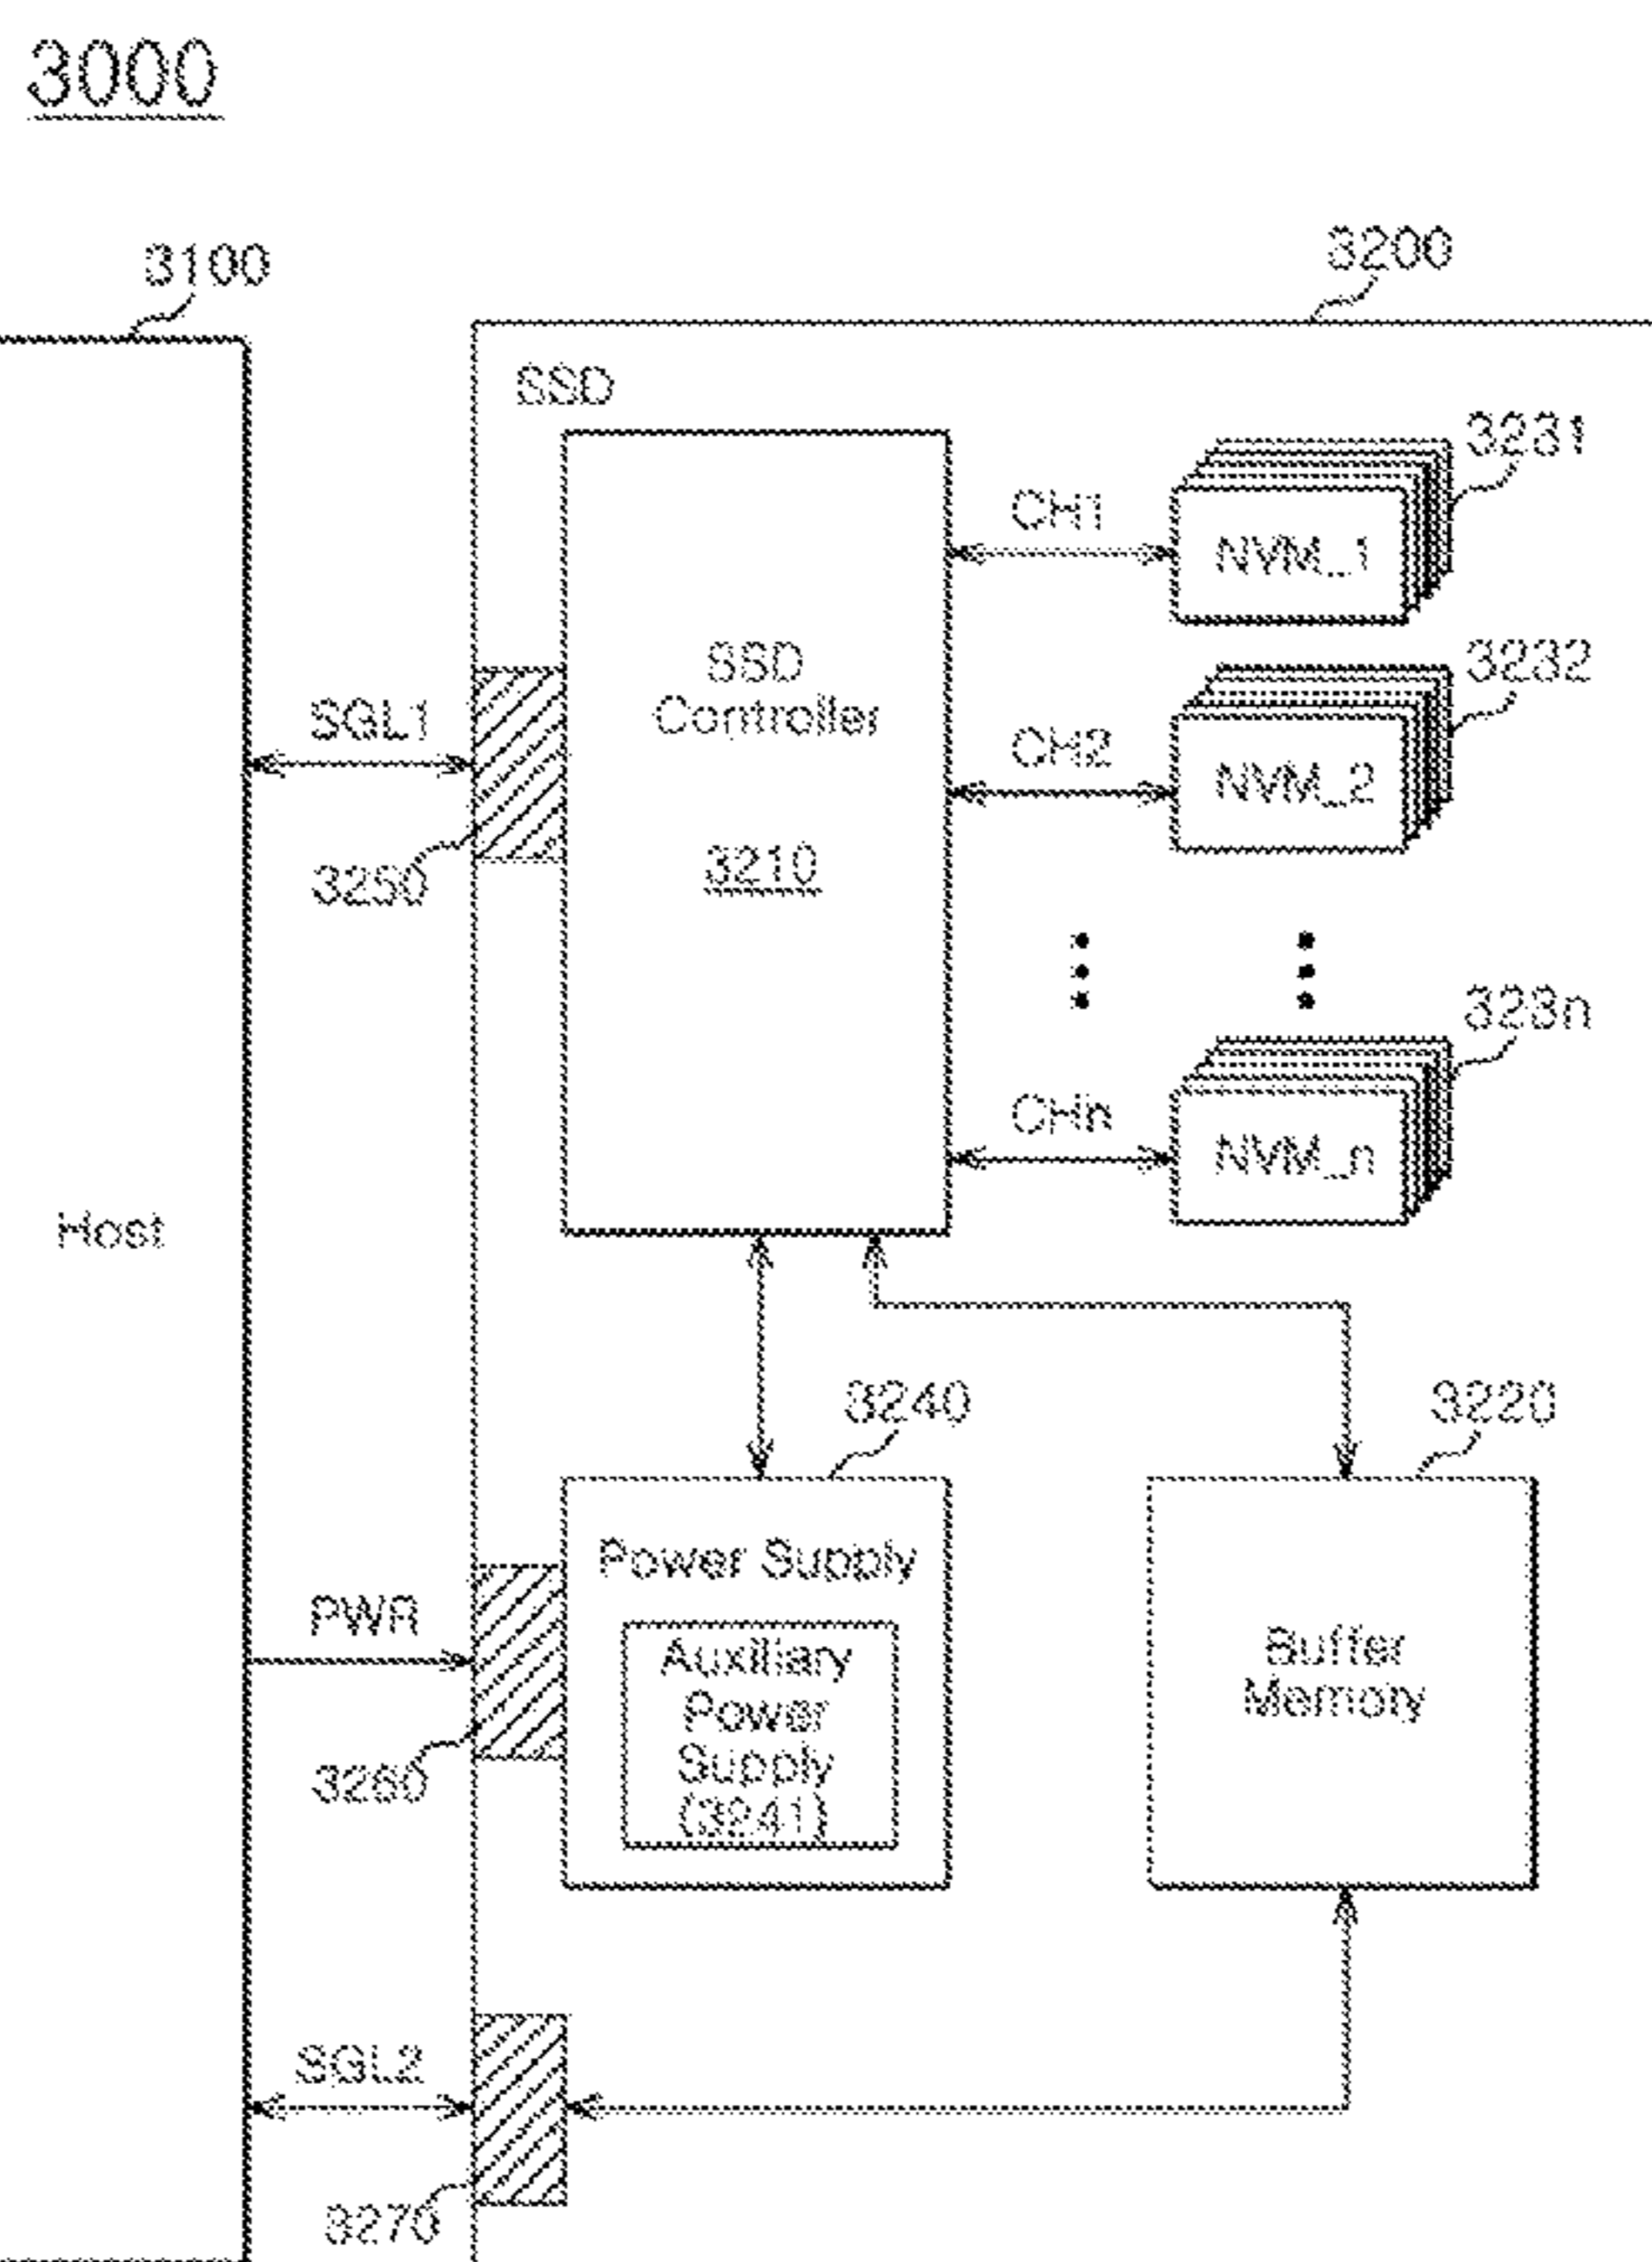 3000
3100
3200
SSD
3231
CH1
NVM_1
SSD
Controller
3232
SGL1
CH2
NVM_2
3210
3250
323n
CHn
NVM_n
Host
3240
3220
Power Supply
PWR
Buffer
Memory
Auxiliary
Power
Supply
(3241)
3260
SGL2
3270